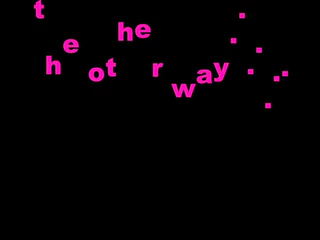 the other way.......